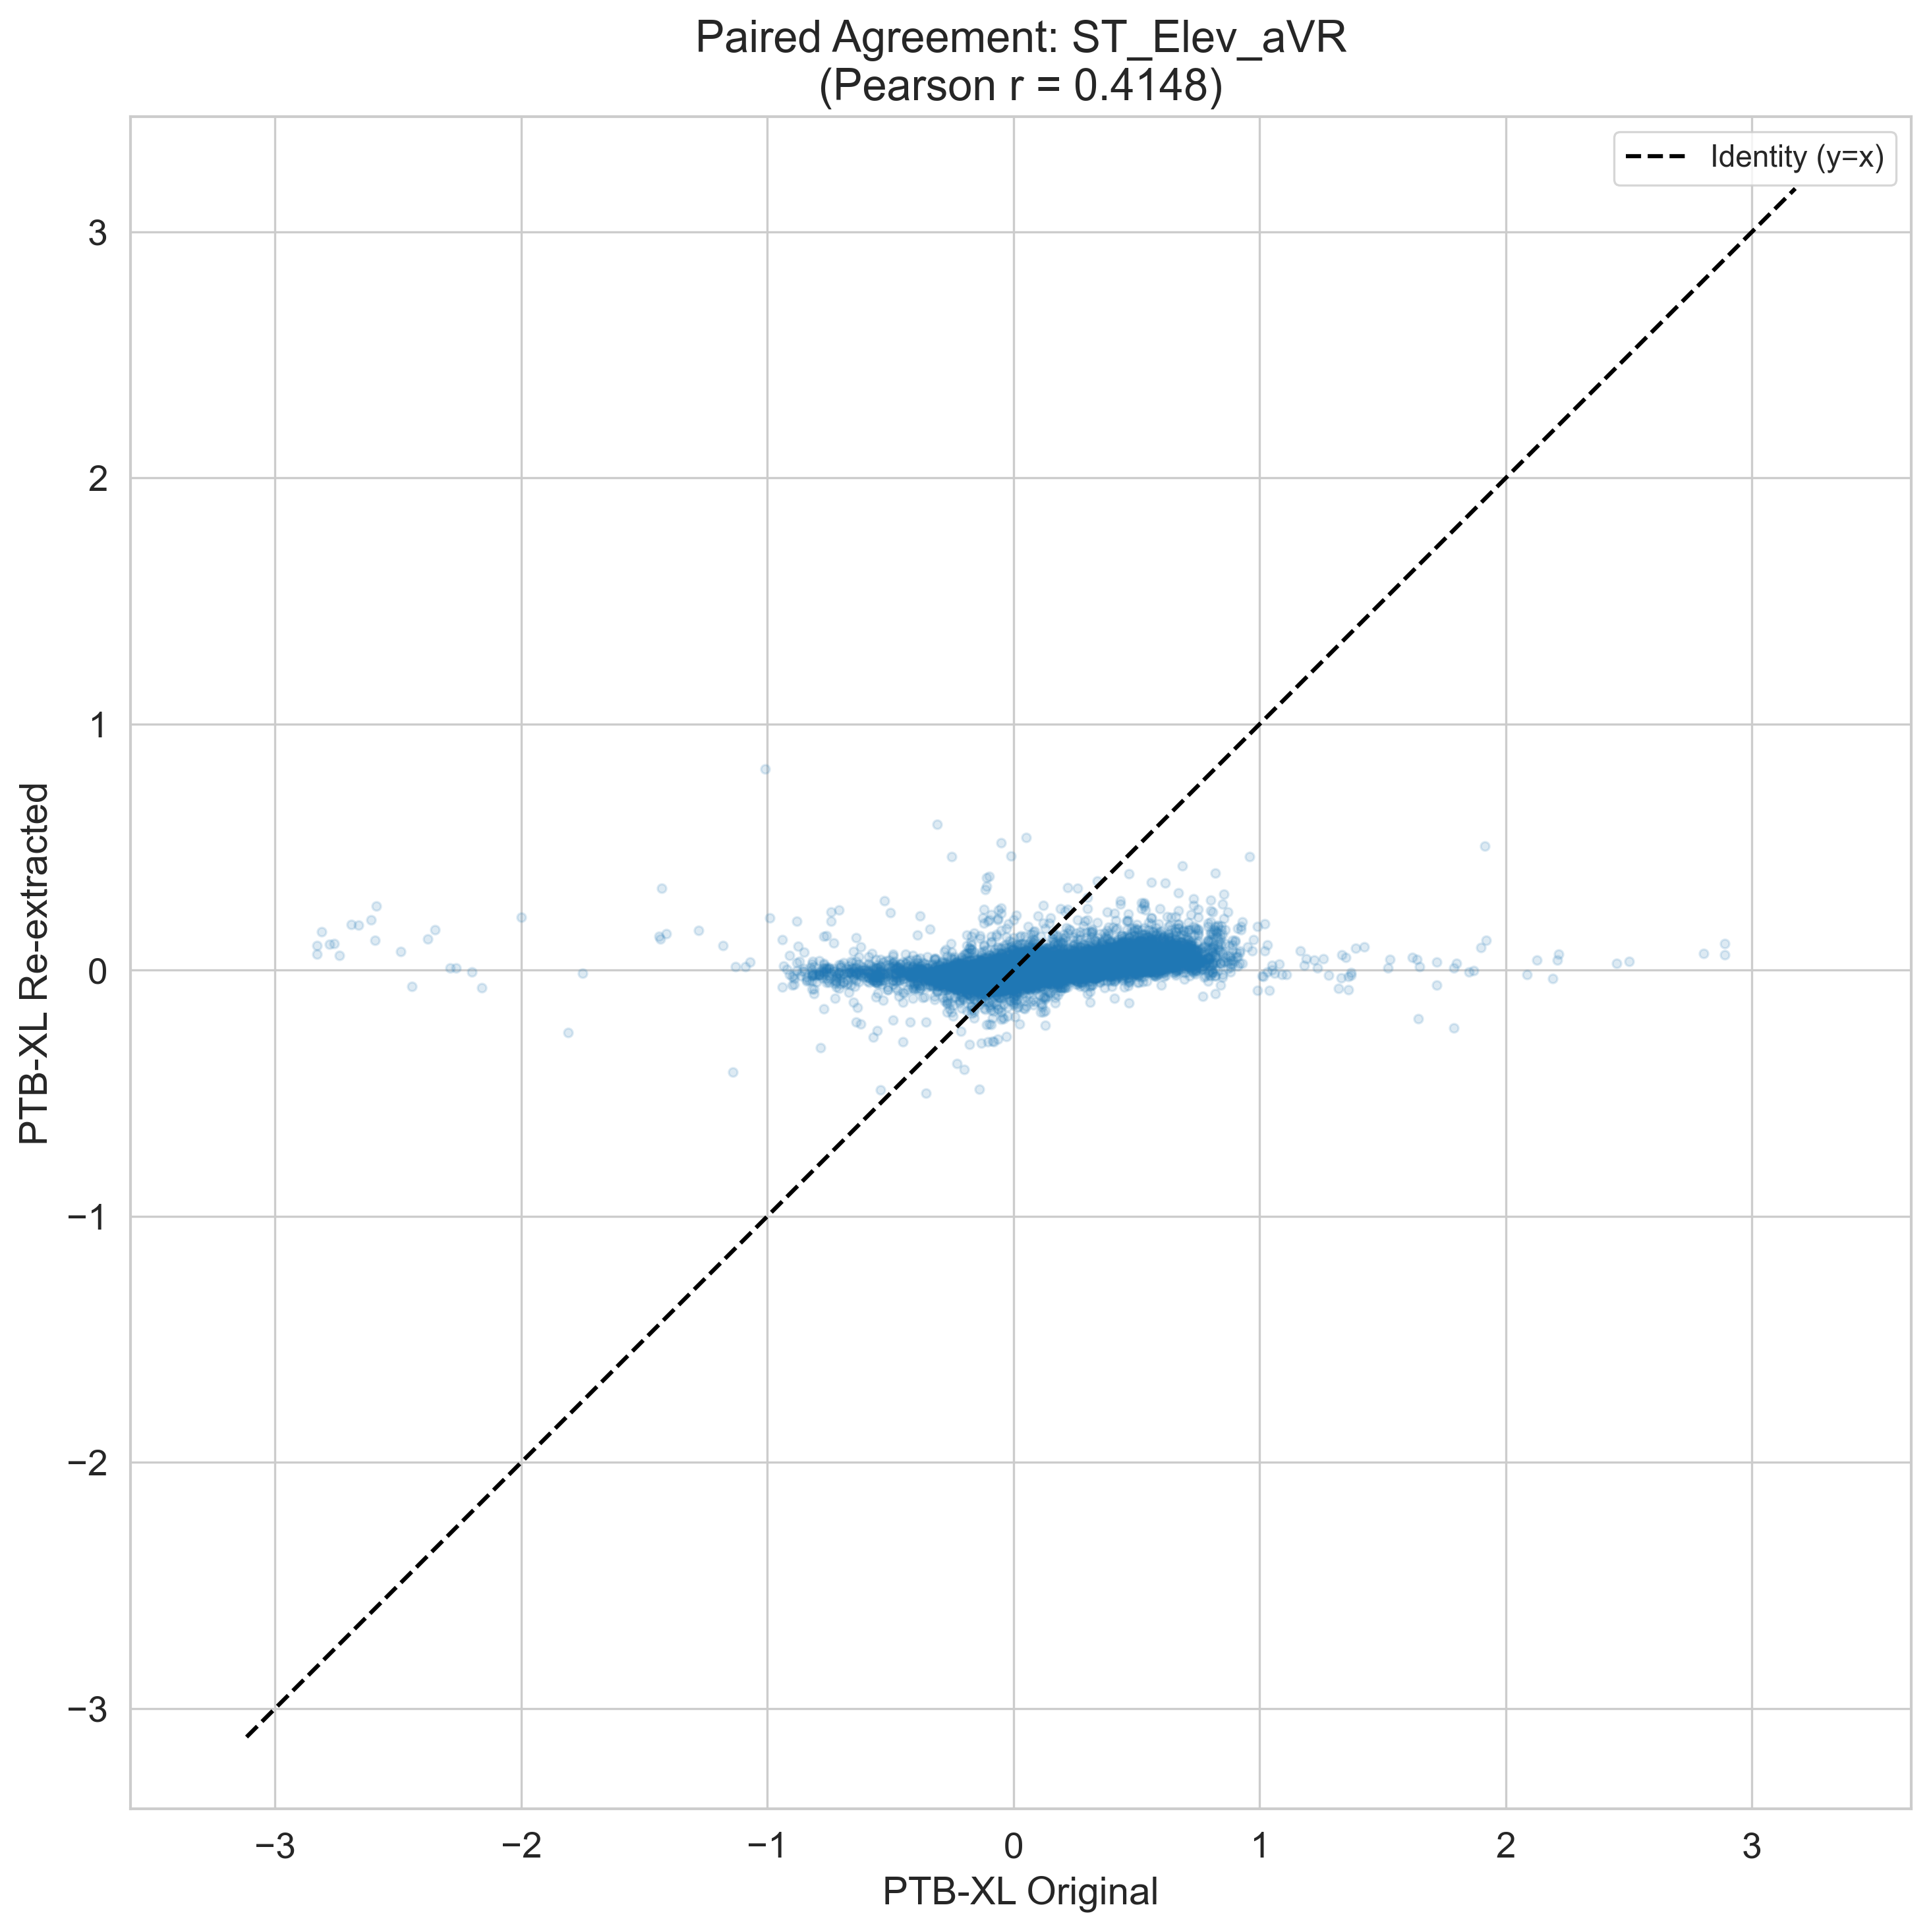 Paired Agreement: ST_Elev_aVR
(Pearson r = 0.4148)
Identity (y=x)
3
2
1
0
−1
−2
−3
PTB-XL Re-extracted
−3 −2 −1 0 1 2 3
PTB-XL Original